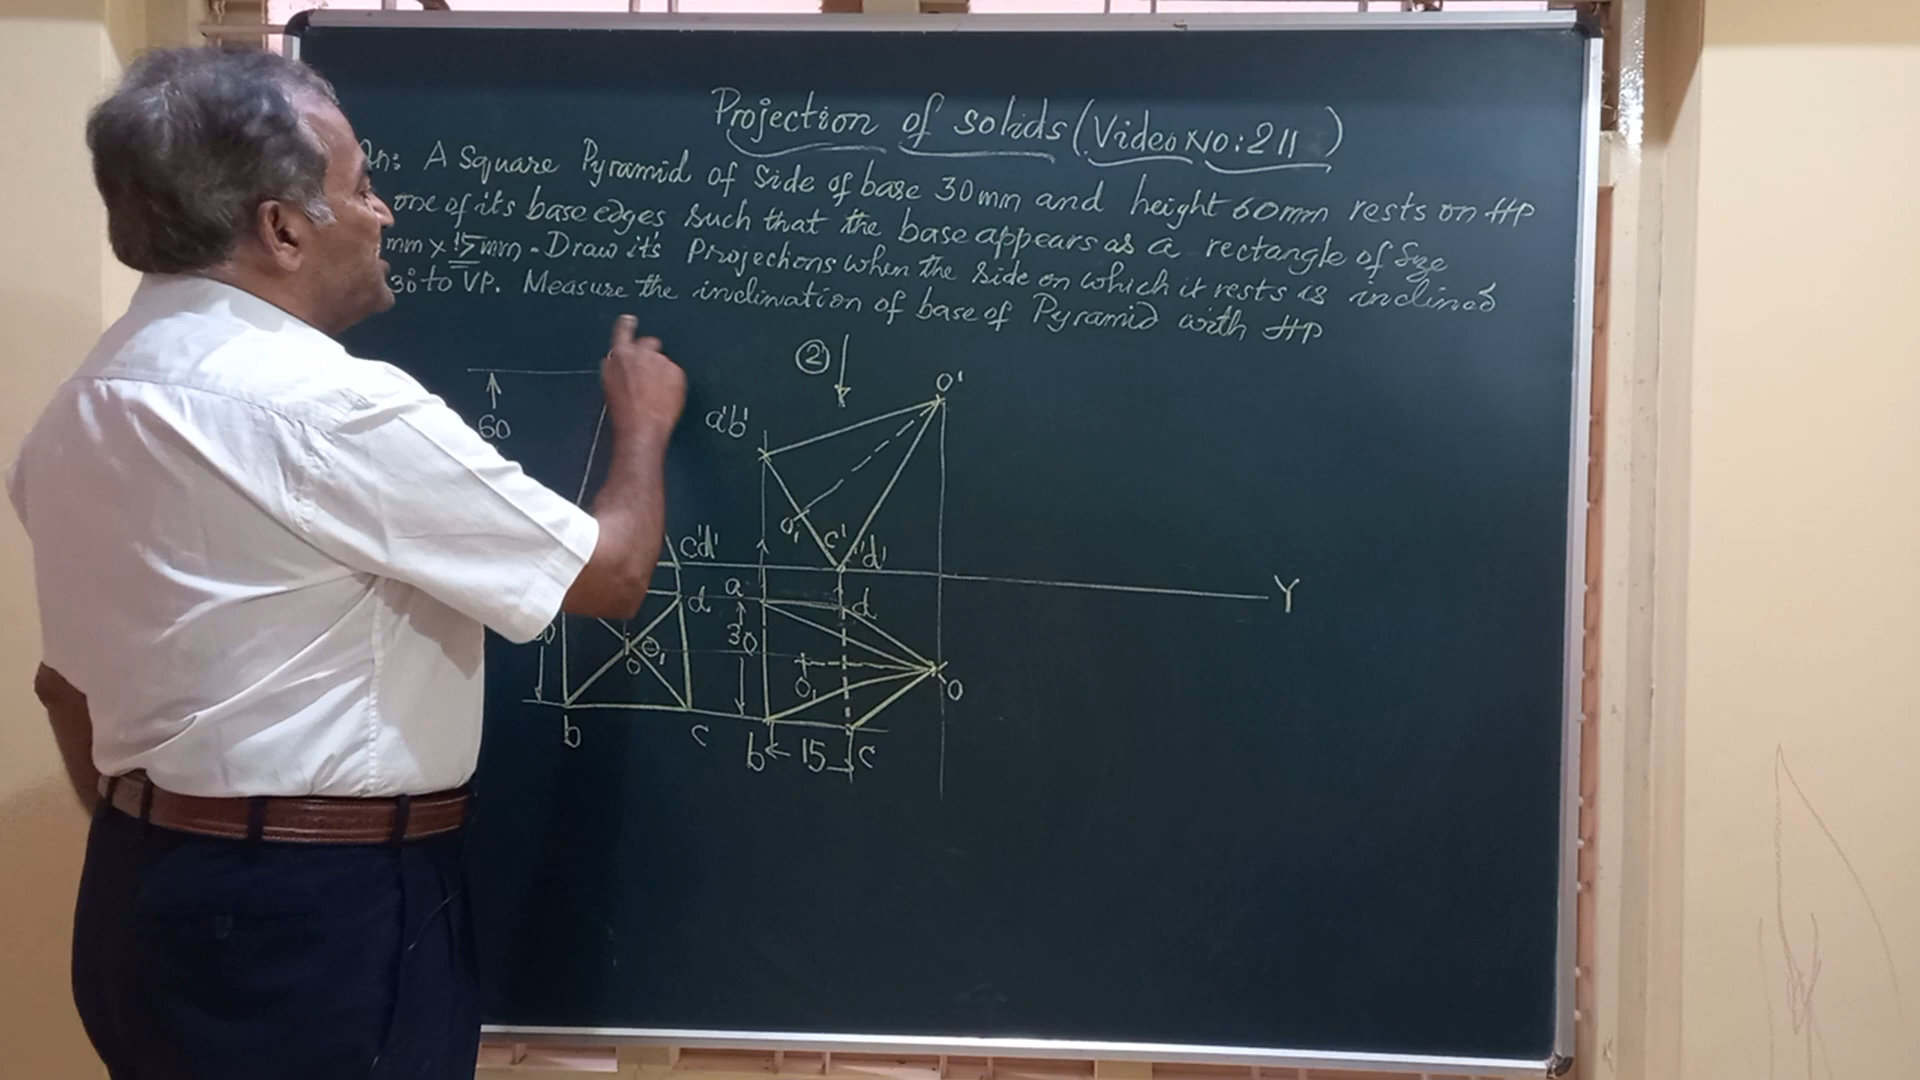 Projection of solids (Video No: 211)
Qn: A Square Pyramid of side of base 30mm and height 60mm rests on HP
one of its base edges such that the base appears as a rectangle of Size
mm x 15mm. Draw it's Projections when the side on which it rests is inclined
30° to VP. Measure the inclination of base of Pyramid with HP
②
o'
60
a'b'
o₁'
c'd'
c'd'
Y
a
d
d
30
o
o₁
o₁
o
b
c
b
15
c